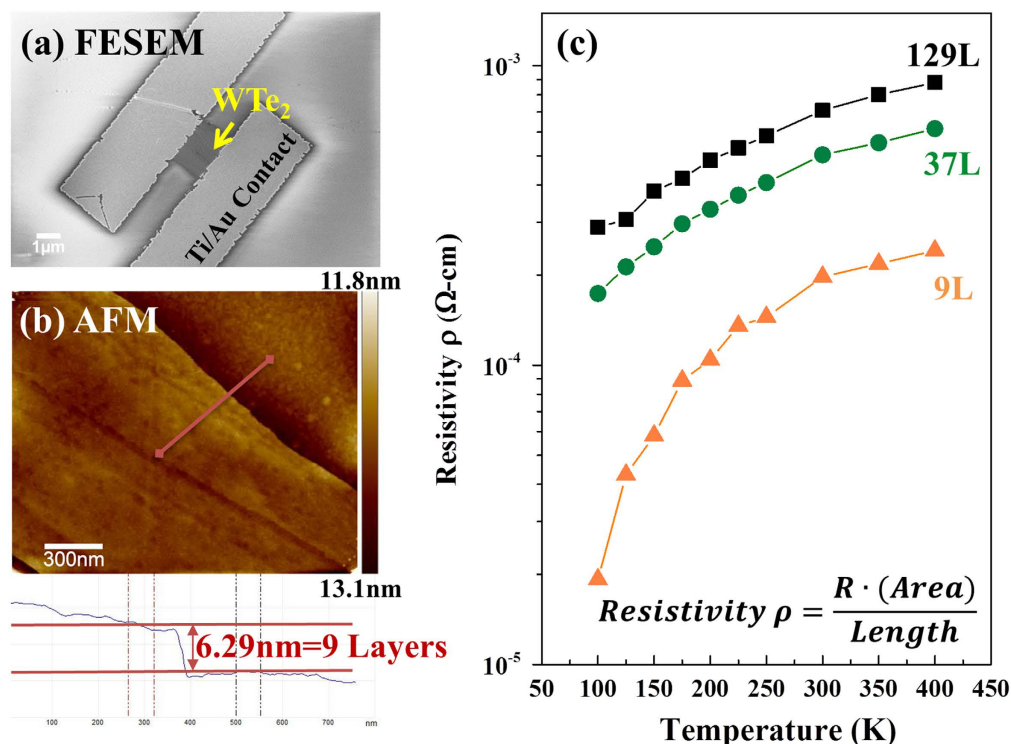 (a) FESEM
WTe₂
Ti/Au Contact
1µm
11.8nm
(b) AFM
300nm
13.1nm
6.29nm=9 Layers
100 200 300 400 500 600 700
nm
(c)
129L
37L
9L
10⁻³
10⁻⁴
10⁻⁵
Resistivity ρ (Ω-cm)
Resistivity ρ = R · (Area) / Length
50 100 150 200 250 300 350 400 450
Temperature (K)